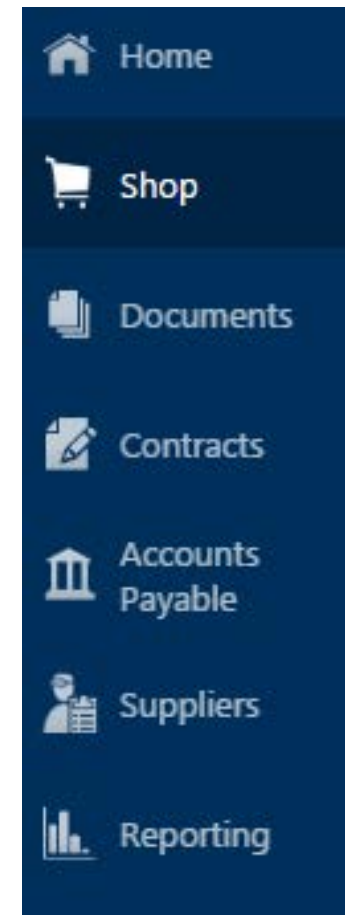 Home
Shop
Documents
Contracts
Accounts
Payable
Suppliers
Reporting